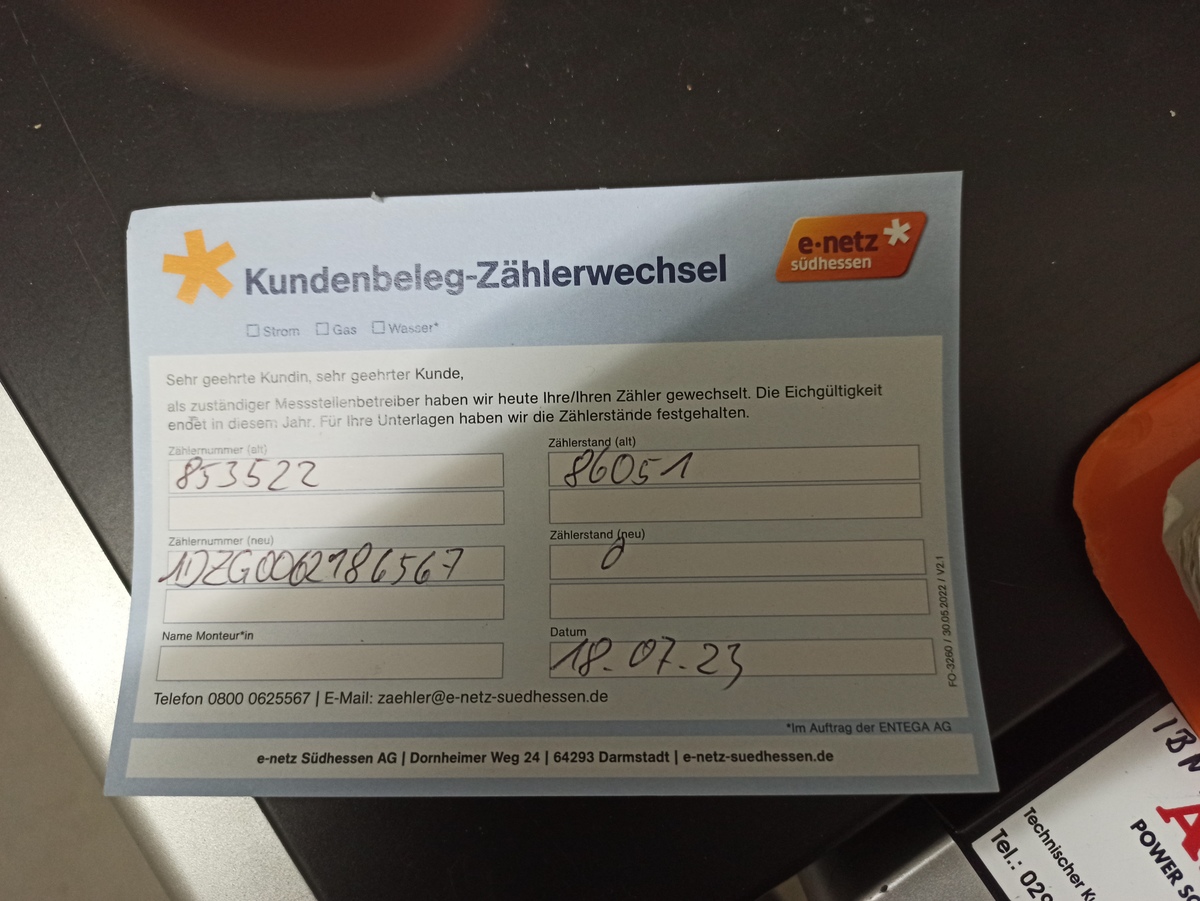 Kundenbeleg-Zählerwechsel
e·netz
südhessen
☐ Strom ☐ Gas ☐ Wasser*
Sehr geehrte Kundin, sehr geehrter Kunde,
als zuständiger Messstellenbetreiber haben wir heute Ihre/Ihren Zähler gewechselt. Die Eichgültigkeit
endet in diesem Jahr. Für Ihre Unterlagen haben wir die Zählerstände festgehalten.
Zählernummer (alt)
853522
Zählerstand (alt)
86051
Zählernummer (neu)
1DZG0062786567
Zählerstand (neu)
0
Name Monteur*in
Datum
18.07.23
Telefon 0800 0625567 | E-Mail: zaehler@e-netz-suedhessen.de
*Im Auftrag der ENTEGA AG
e-netz Südhessen AG | Dornheimer Weg 24 | 64293 Darmstadt | e-netz-suedhessen.de
FO-3260 / 30.05.2022 / V2.1
POWER
Technischer
Tel.: 029